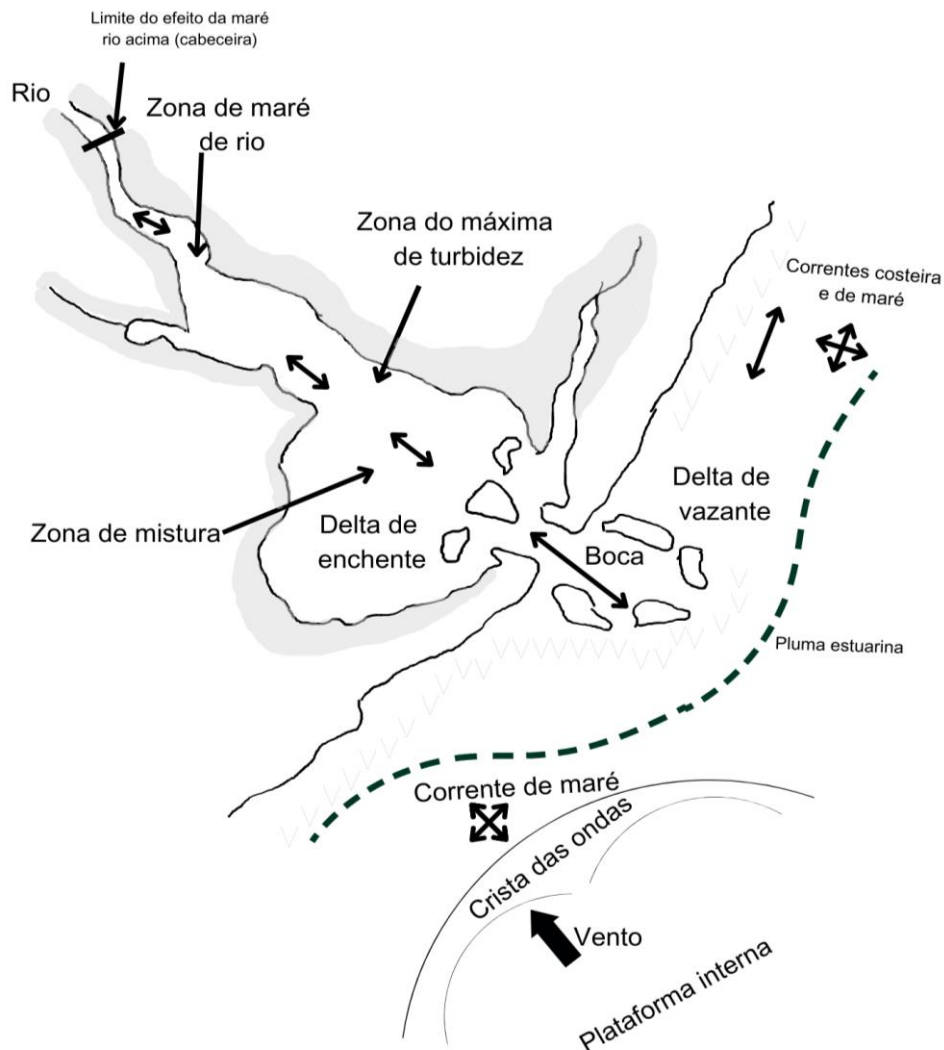 Limite do efeito da maré
rio acima (cabeceira)
Rio
Zona de maré
de rio
Zona do máxima
de turbidez
Correntes costeira
e de maré
Zona de mistura
Delta de
enchente
Boca
Delta de
vazante
Pluma estuarina
Corrente de maré
Crista das ondas
Vento
Plataforma interna